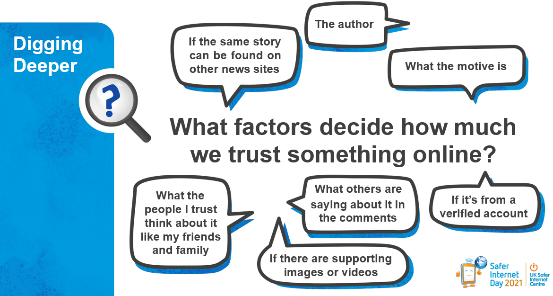 Digging
Deeper
?
The author
If the same story
can be found on
other news sites
What the motive is
What factors decide how much
we trust something online?
What the
people I trust
think about it
like my friends
and family
What others are
saying about it in
the comments
If it's from a
verified account
If there are supporting
images or videos
Safer
Internet
Day 2021
UK Safer
Internet
Centre